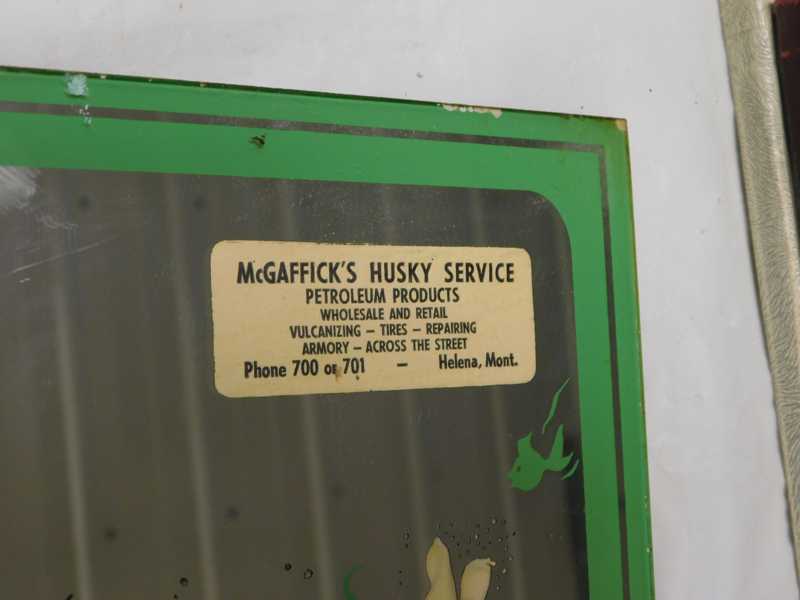 McGAFFICK'S HUSKY SERVICE
PETROLEUM PRODUCTS
WHOLESALE AND RETAIL
VULCANIZING – TIRES – REPAIRING
ARMORY – ACROSS THE STREET
Phone 700 or 701 – Helena, Mont.